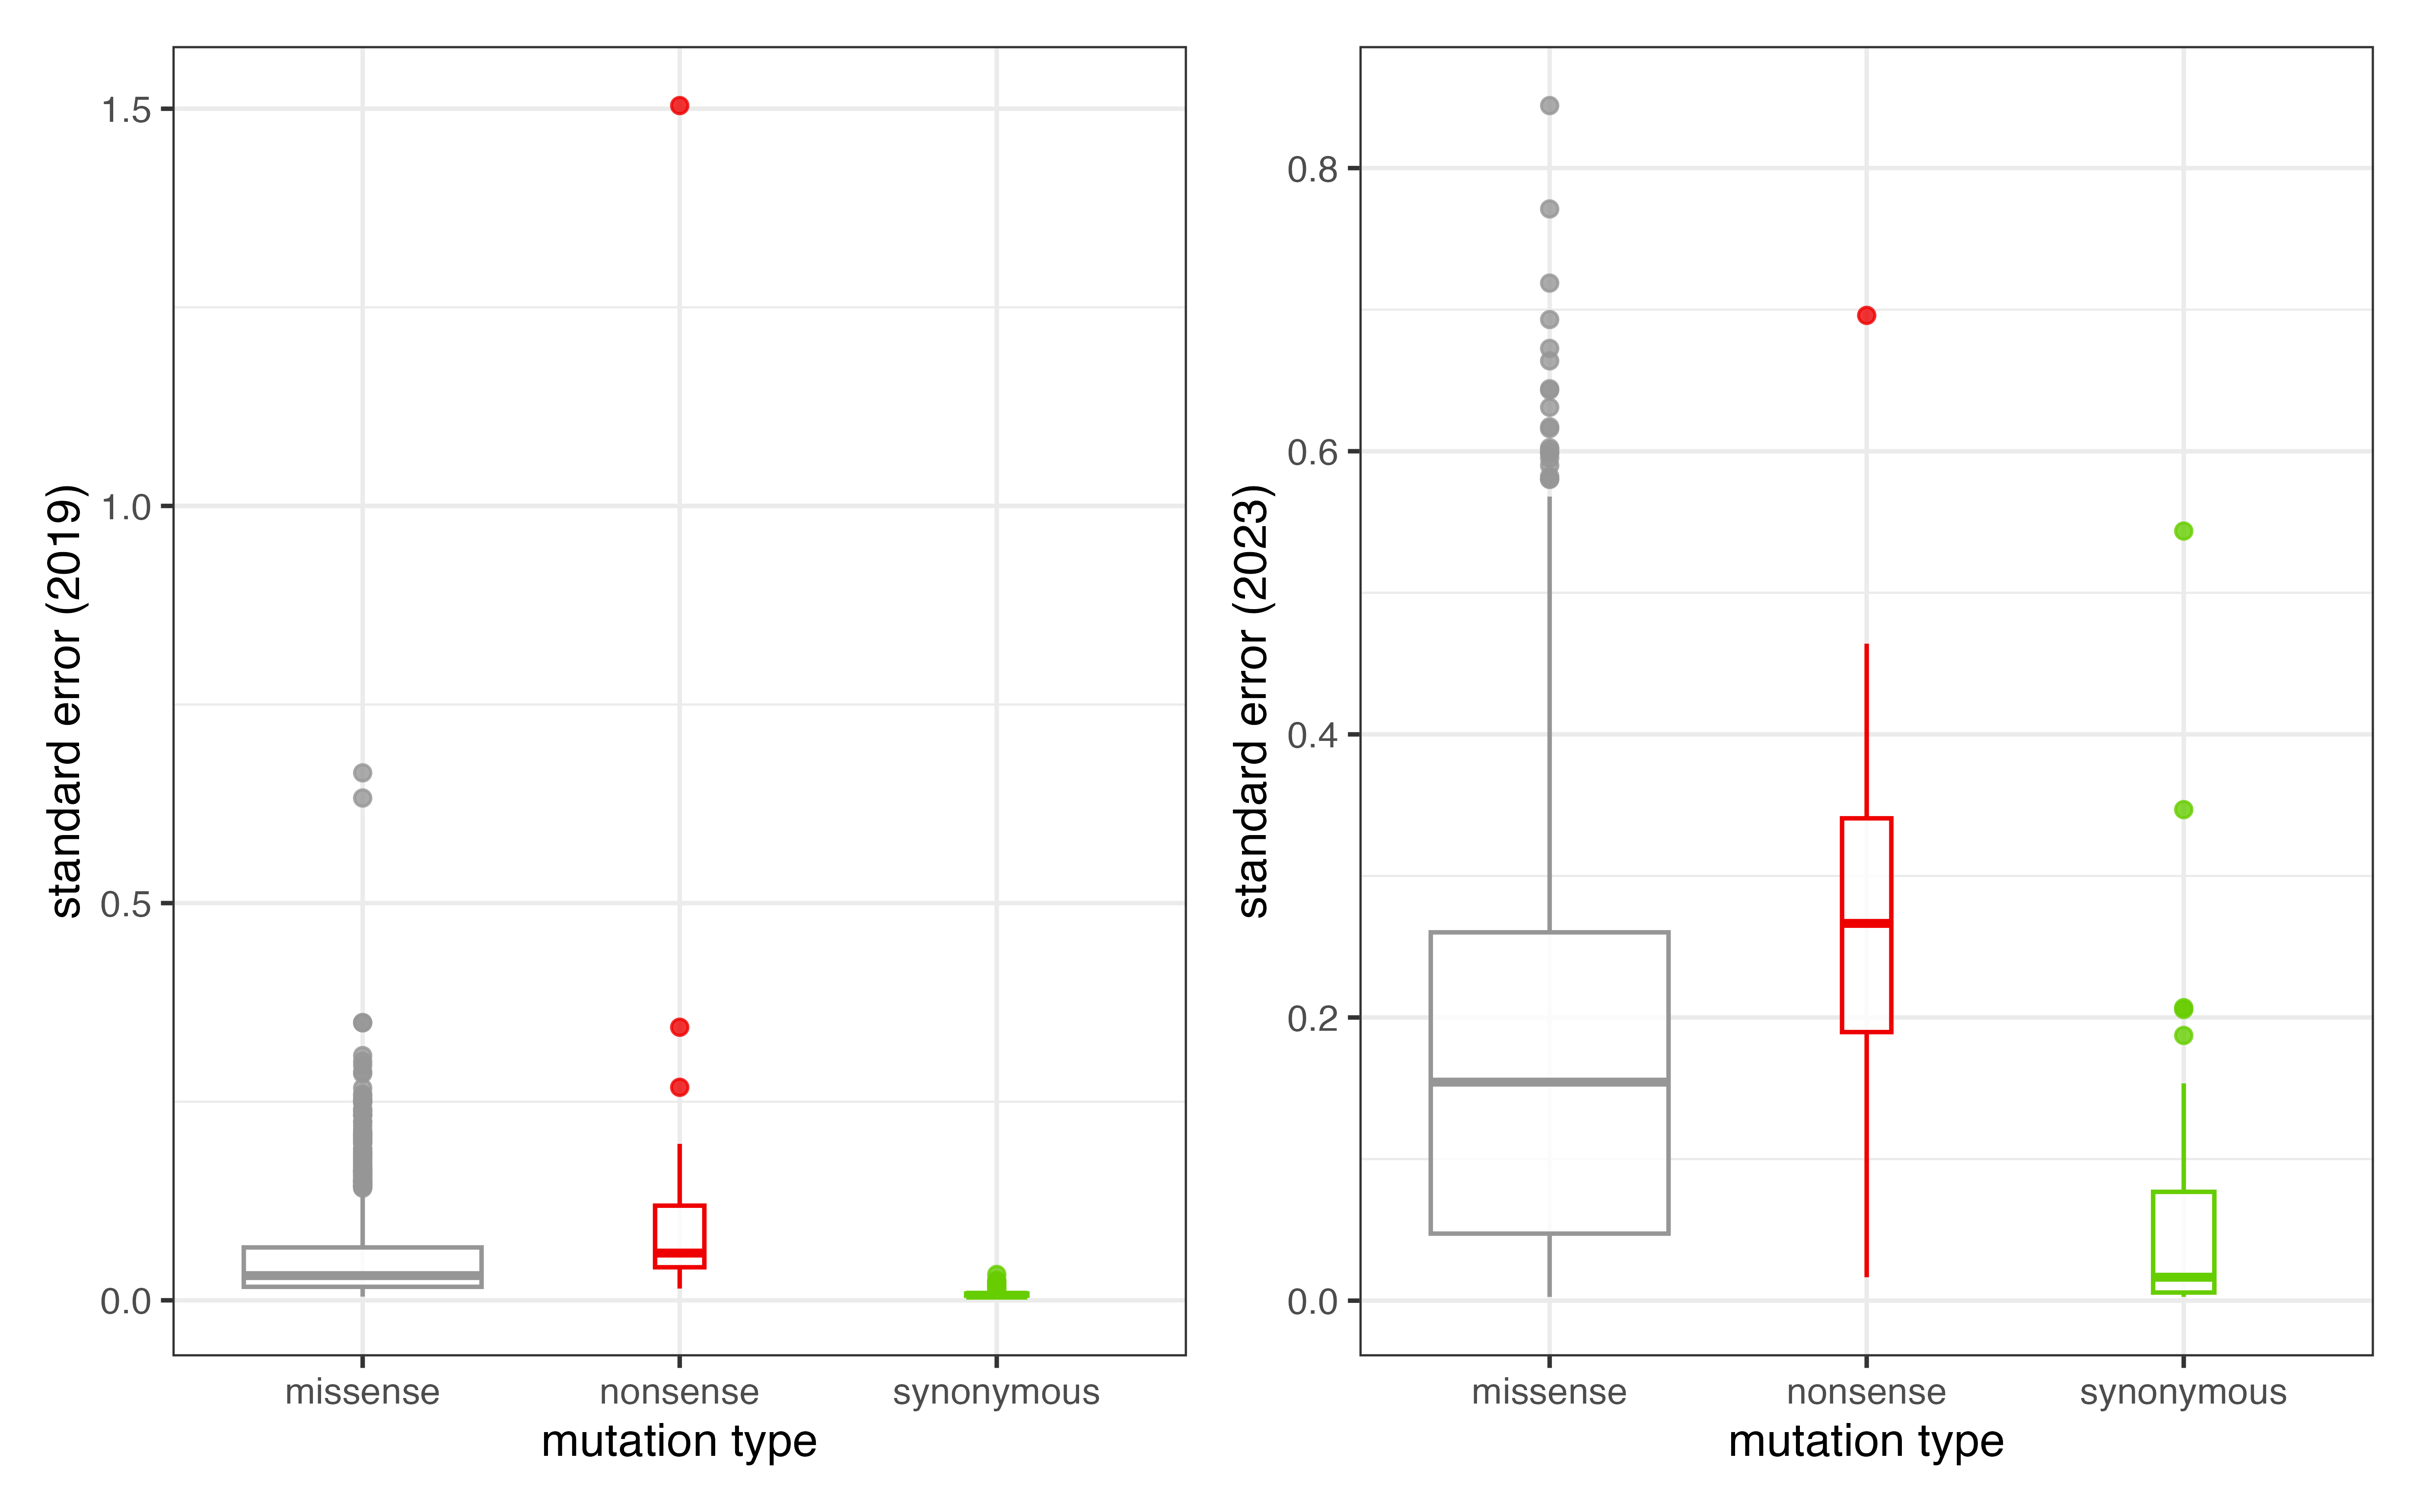 standard error (2019)
1.5
1.0
0.5
0.0
missense nonsense synonymous
mutation type
standard error (2023)
0.8
0.6
0.4
0.2
0.0
missense nonsense synonymous
mutation type